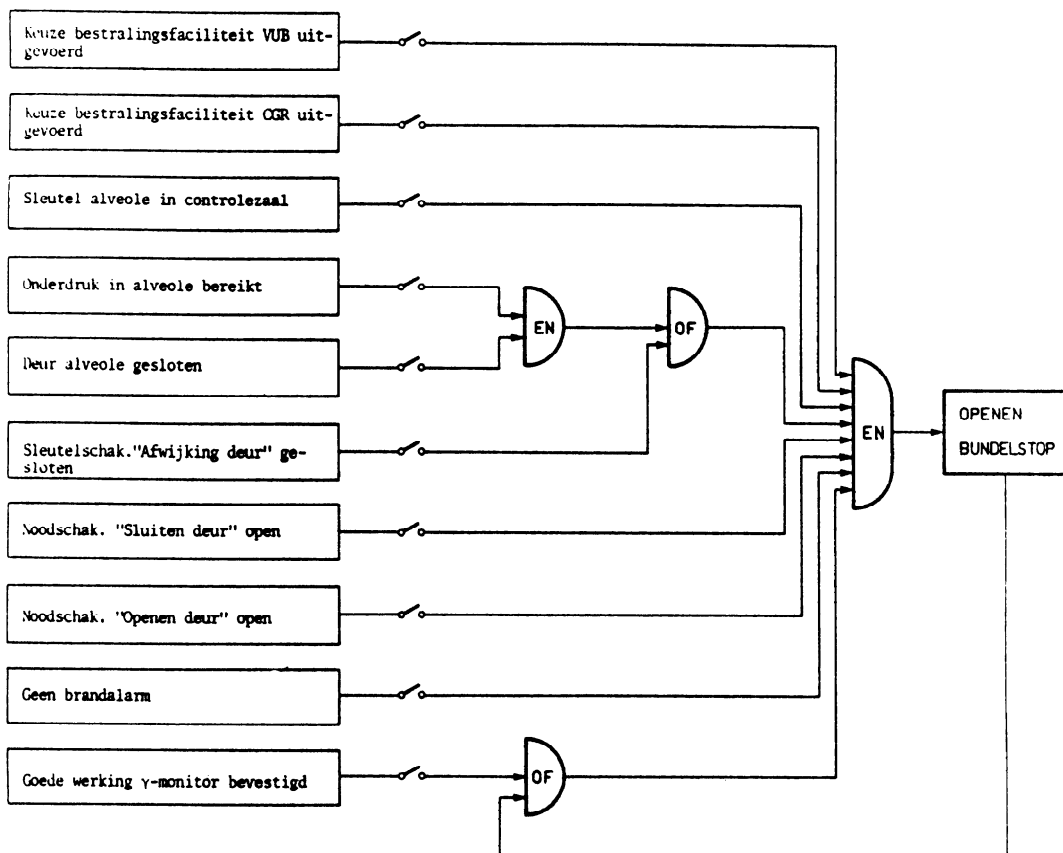 Keuze bestralingsfaciliteit VUB uit-
gevoerd
Keuze bestralingsfaciliteit CGR uit-
gevoerd
Sleutel alveole in controlezaal
Onderdruk in alveole bereikt
Deur alveole gesloten
Sleutelschak."Afwijking deur" ge-
sloten
Noodschak. "Sluiten deur" open
Noodschak. "Openen deur" open
Geen brandalarm
Goede werking γ-monitor bevestigd
EN
OF
EN
OF
OPENEN
BUNDELSTOP